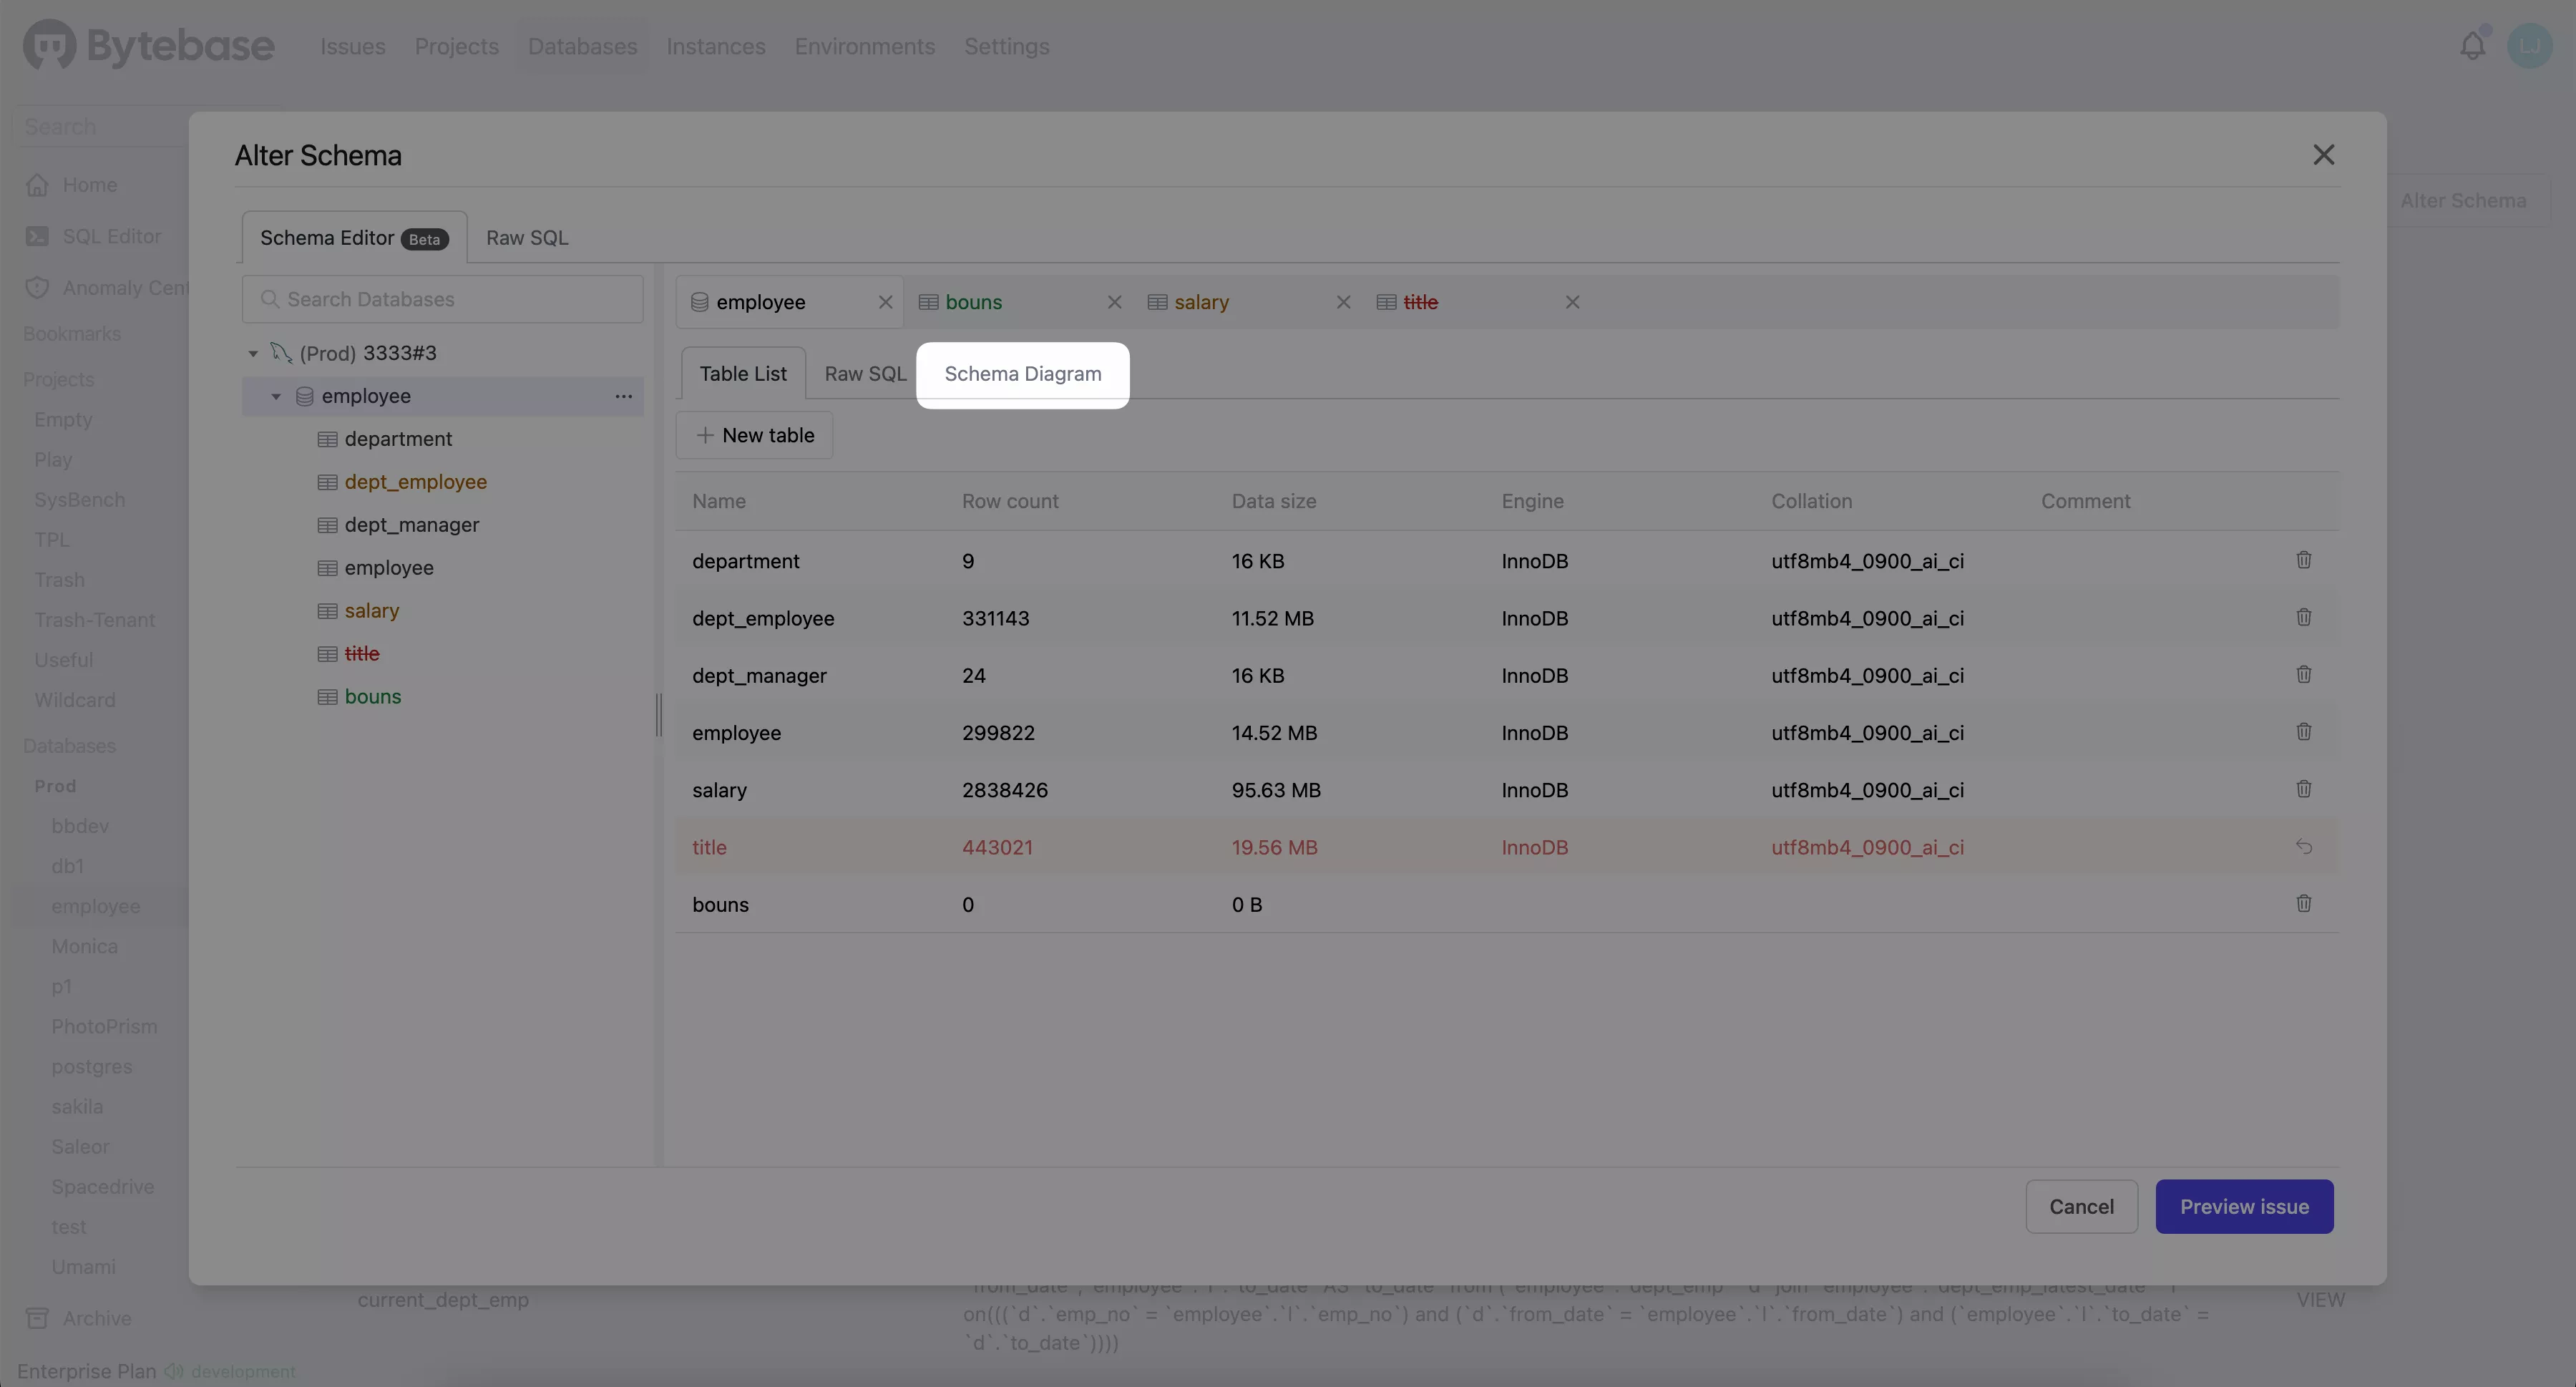 Bytebase
Issues
Projects
Databases
Instances
Environments
Settings
LJ
Search
Home
SQL Editor
Anomaly Cent
Bookmarks
Projects
Empty
Play
SysBench
TPL
Trash
Trash-Tenant
Useful
Wildcard
Databases
Prod
bbdev
db1
employee
Monica
p1
PhotoPrism
postgres
sakila
Saleor
Spacedrive
test
Umami
Archive
Enterprise Plan development
Alter Schema
Alter Schema
Schema Editor Beta
Raw SQL
Search Databases
(Prod) 3333#3
employee
department
dept_employee
dept_manager
employee
salary
title
bouns
employee
bouns
salary
title
Table List
Raw SQL
Schema Diagram
New table
Name Row count Data size Engine Collation Comment
department 9 16 KB InnoDB utf8mb4_0900_ai_ci
dept_employee 331143 11.52 MB InnoDB utf8mb4_0900_ai_ci
dept_manager 24 16 KB InnoDB utf8mb4_0900_ai_ci
employee 299822 14.52 MB InnoDB utf8mb4_0900_ai_ci
salary 2838426 95.63 MB InnoDB utf8mb4_0900_ai_ci
title 443021 19.56 MB InnoDB utf8mb4_0900_ai_ci
bouns 0 0 B
Cancel
Preview issue
current_dept_emp
on(((`d`.`emp_no` = `employee`.`l`.`emp_no`) and (`d`.`from_date` = `employee`.`l`.`from_date`) and (`employee`.`l`.`to_date` =
`d`.`to_date`))))
VIEW